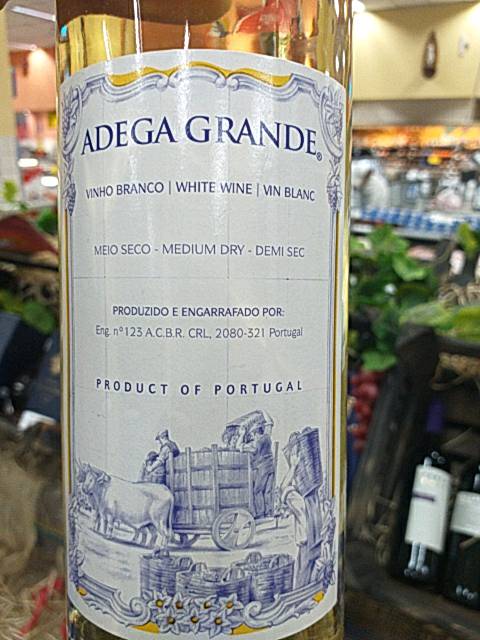 ADEGA GRANDE®
VINHO BRANCO | WHITE WINE | VIN BLANC
MEIO SECO - MEDIUM DRY - DEMI SEC
PRODUZIDO E ENGARRAFADO POR:
Eng. nº123 A.C.B.R. CRL, 2080-321 Portugal
PRODUCT OF PORTUGAL